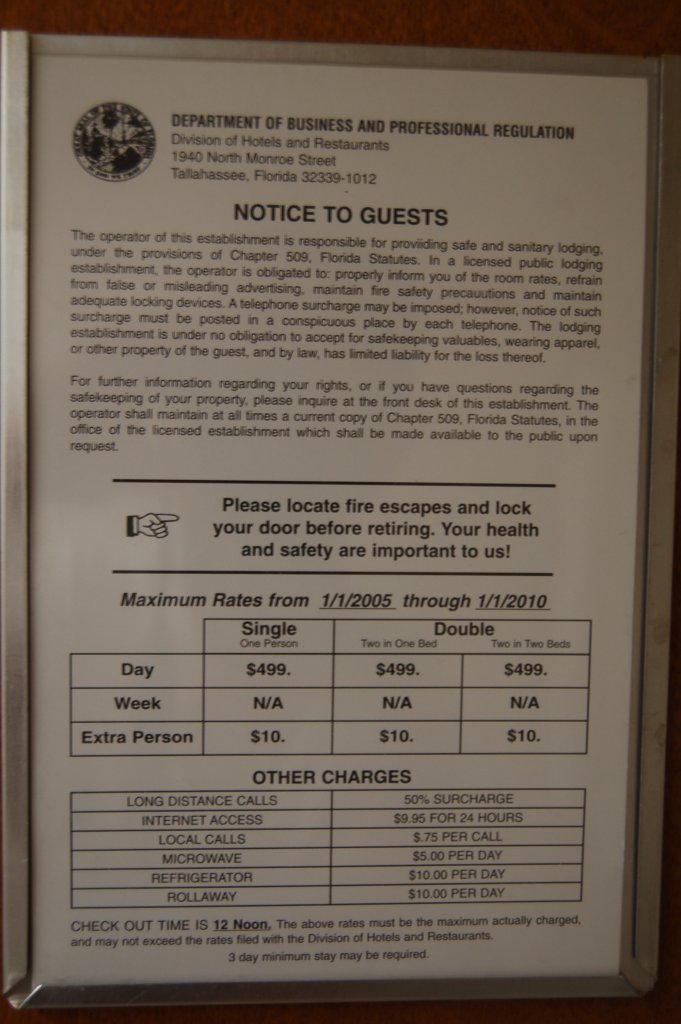 DEPARTMENT OF BUSINESS AND PROFESSIONAL REGULATION
Division of Hotels and Restaurants
1940 North Monroe Street
Tallahassee, Florida 32339-1012
NOTICE TO GUESTS
The operator of this establishment is responsible for proviiding safe and sanitary lodging,
under the provisions of Chapter 509, Florida Statutes. In a licensed public lodging
establishment, the operator is obligated to: properly inform you of the room rates, refrain
from false or misleading advertising, maintain fire safety precauutions and maintain
adequate locking devices. A telephone surcharge may be imposed; however, notice of such
surcharge must be posted in a conspicuous place by each telephone. The lodging
establishment is under no obligation to accept for safekeeping valuables, wearing apparel,
or other property of the guest, and by law, has limited liability for the loss thereof.
For further information regarding your rights, or if you have questions regarding the
safekeeping of your property, please inquire at the front desk of this establishment. The
operator shall maintain at all times a current copy of Chapter 509, Florida Statutes, in the
office of the licensed establishment which shall be made available to the public upon
request.
Please locate fire escapes and lock
your door before retiring. Your health
and safety are important to us!
Maximum Rates from 1/1/2005 through 1/1/2010
Single Double
One Person Two in One Bed Two in Two Beds
Day $499. $499. $499.
Week N/A N/A N/A
Extra Person $10. $10. $10.
OTHER CHARGES
LONG DISTANCE CALLS 50% SURCHARGE
INTERNET ACCESS $9.95 FOR 24 HOURS
LOCAL CALLS $.75 PER CALL
MICROWAVE $5.00 PER DAY
REFRIGERATOR $10.00 PER DAY
ROLLAWAY $10.00 PER DAY
CHECK OUT TIME IS 12 Noon. The above rates must be the maximum actually charged,
and may not exceed the rates filed with the Division of Hotels and Restaurants.
3 day minimum stay may be required.